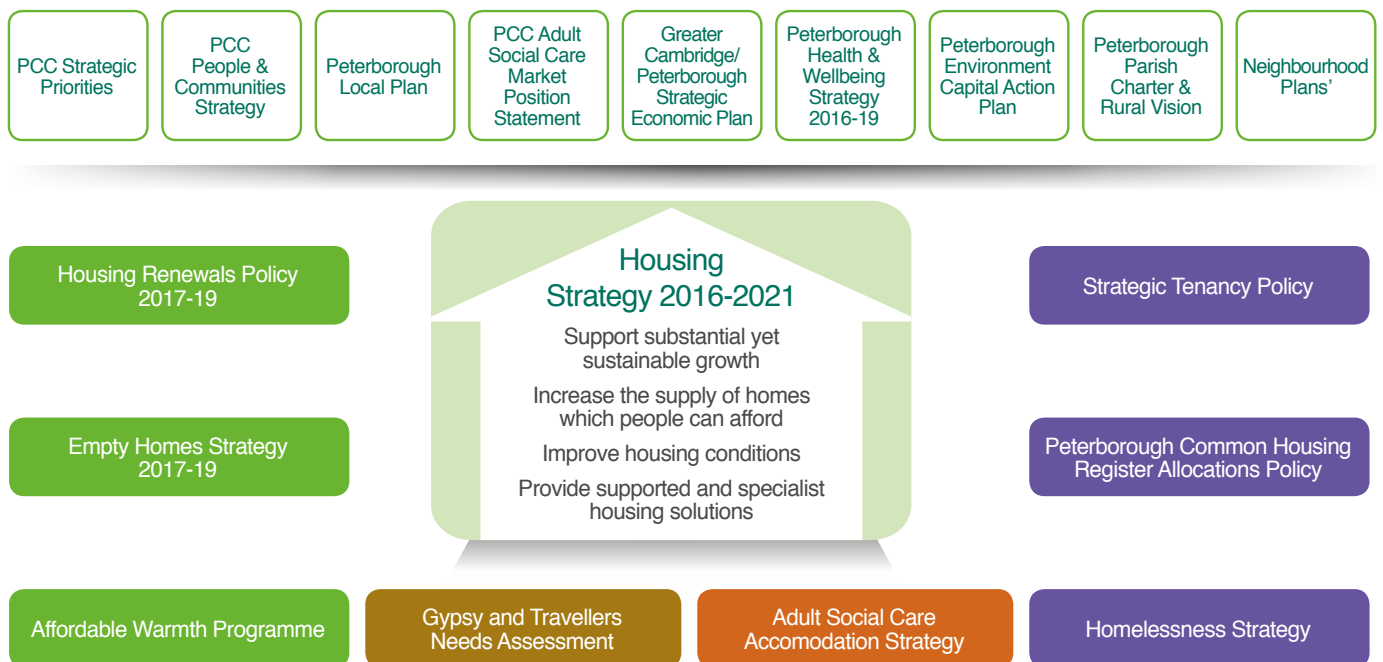 PCC Strategic
Priorities
PCC
People &
Communities
Strategy
Peterborough
Local Plan
PCC Adult
Social Care
Market
Position
Statement
Greater
Cambridge/
Peterborough
Strategic
Economic Plan
Peterborough
Health &
Wellbeing
Strategy
2016-19
Peterborough
Environment
Capital Action
Plan
Peterborough
Parish
Charter &
Rural Vision
Neighbourhood
Plans’
Housing Renewals Policy
2017-19
Empty Homes Strategy
2017-19
Housing
Strategy 2016-2021
Support substantial yet
sustainable growth
Increase the supply of homes
which people can afford
Improve housing conditions
Provide supported and specialist
housing solutions
Strategic Tenancy Policy
Peterborough Common Housing
Register Allocations Policy
Affordable Warmth Programme
Gypsy and Travellers
Needs Assessment
Adult Social Care
Accomodation Strategy
Homelessness Strategy